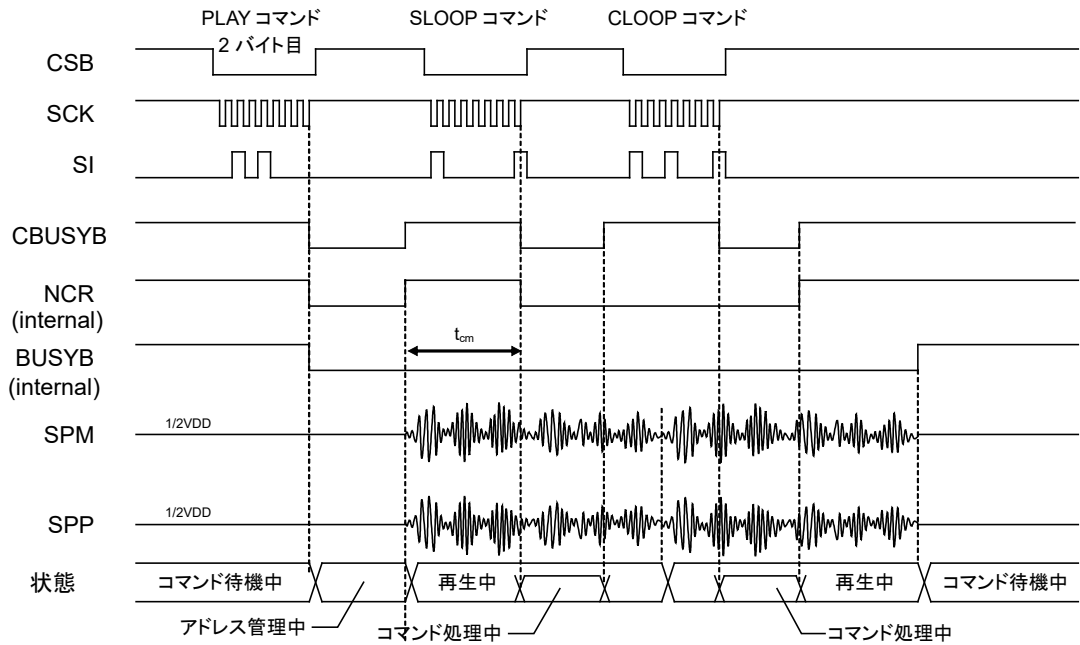 PLAY コマンド
2 バイト目
SLOOP コマンド
CLOOP コマンド
CSB
SCK
SI
CBUSYB
NCR
(internal)
tcm
BUSYB
(internal)
SPM
1/2VDD
SPP
1/2VDD
状態
コマンド待機中
再生中
再生中
コマンド待機中
アドレス管理中
コマンド処理中
コマンド処理中